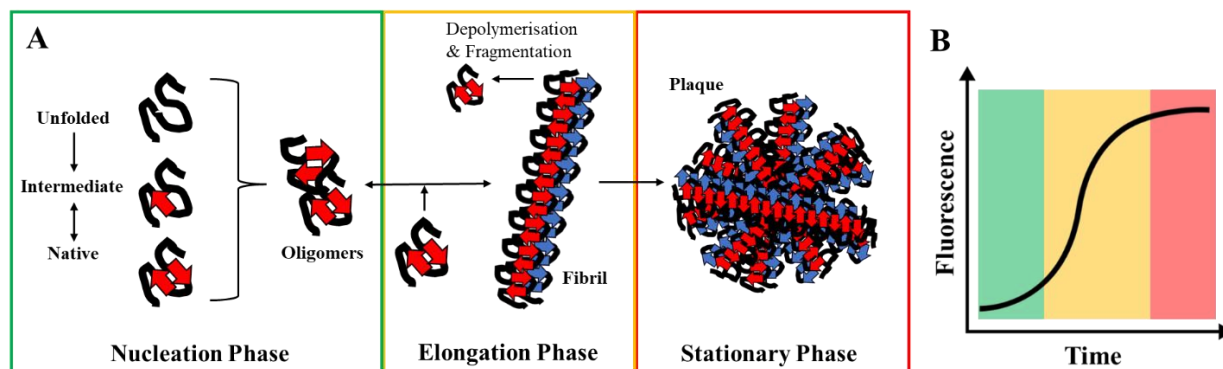 A
Unfolded
Intermediate
Native
Oligomers
Nucleation Phase
Depolymerisation
& Fragmentation
Fibril
Elongation Phase
Plaque
Stationary Phase
B
Fluorescence
Time